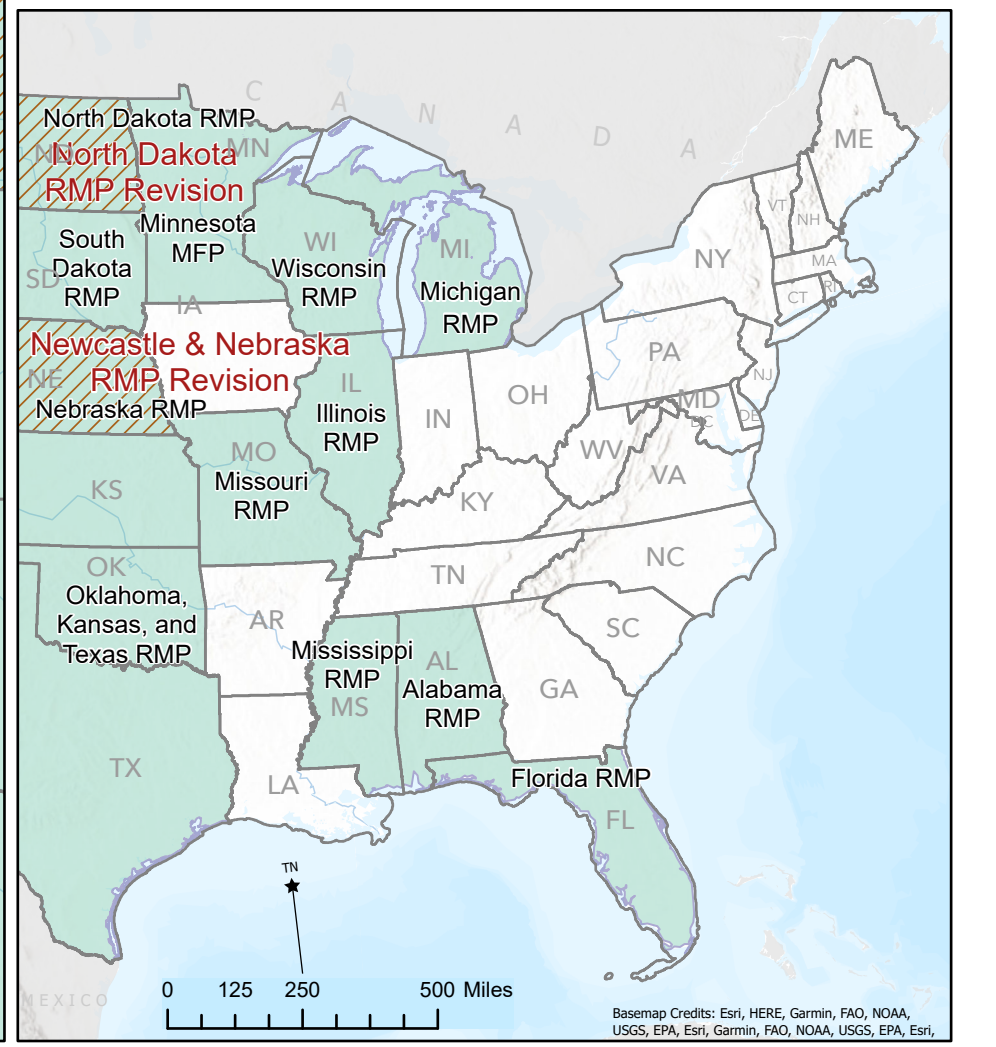 C A N A D A
North Dakota RMP
ND
MN
North Dakota
RMP Revision
ME
VT
NH
Minnesota
MFP
South
Dakota
RMP
SD
WI
Wisconsin
RMP
MI
Michigan
RMP
NY
MA
CT
RI
IA
Newcastle & Nebraska
RMP Revision
NE
Nebraska RMP
IL
Illinois
RMP
IN
OH
PA
NJ
MD
DC
DE
WV
VA
MO
Missouri
RMP
KS
KY
NC
TN
OK
Oklahoma,
Kansas, and
Texas RMP
AR
SC
Mississippi
RMP
MS
AL
Alabama
RMP
GA
TX
LA
Florida RMP
FL
TN
MEXICO
0 125 250 500 Miles
Basemap Credits: Esri, HERE, Garmin, FAO, NOAA,
USGS, EPA, Esri, Garmin, FAO, NOAA, USGS, EPA, Esri,